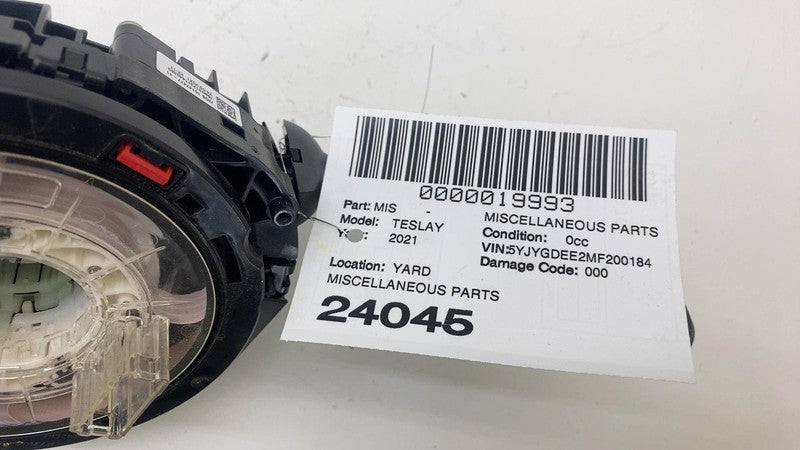 0000019993
Part: MIS -
MISCELLANEOUS PARTS
Model: TESLAY
Condition: 0cc
2021
VIN:5YJYGDEE2MF200184
Damage Code: 000
Location: YARD
MISCELLANEOUS PARTS
24045